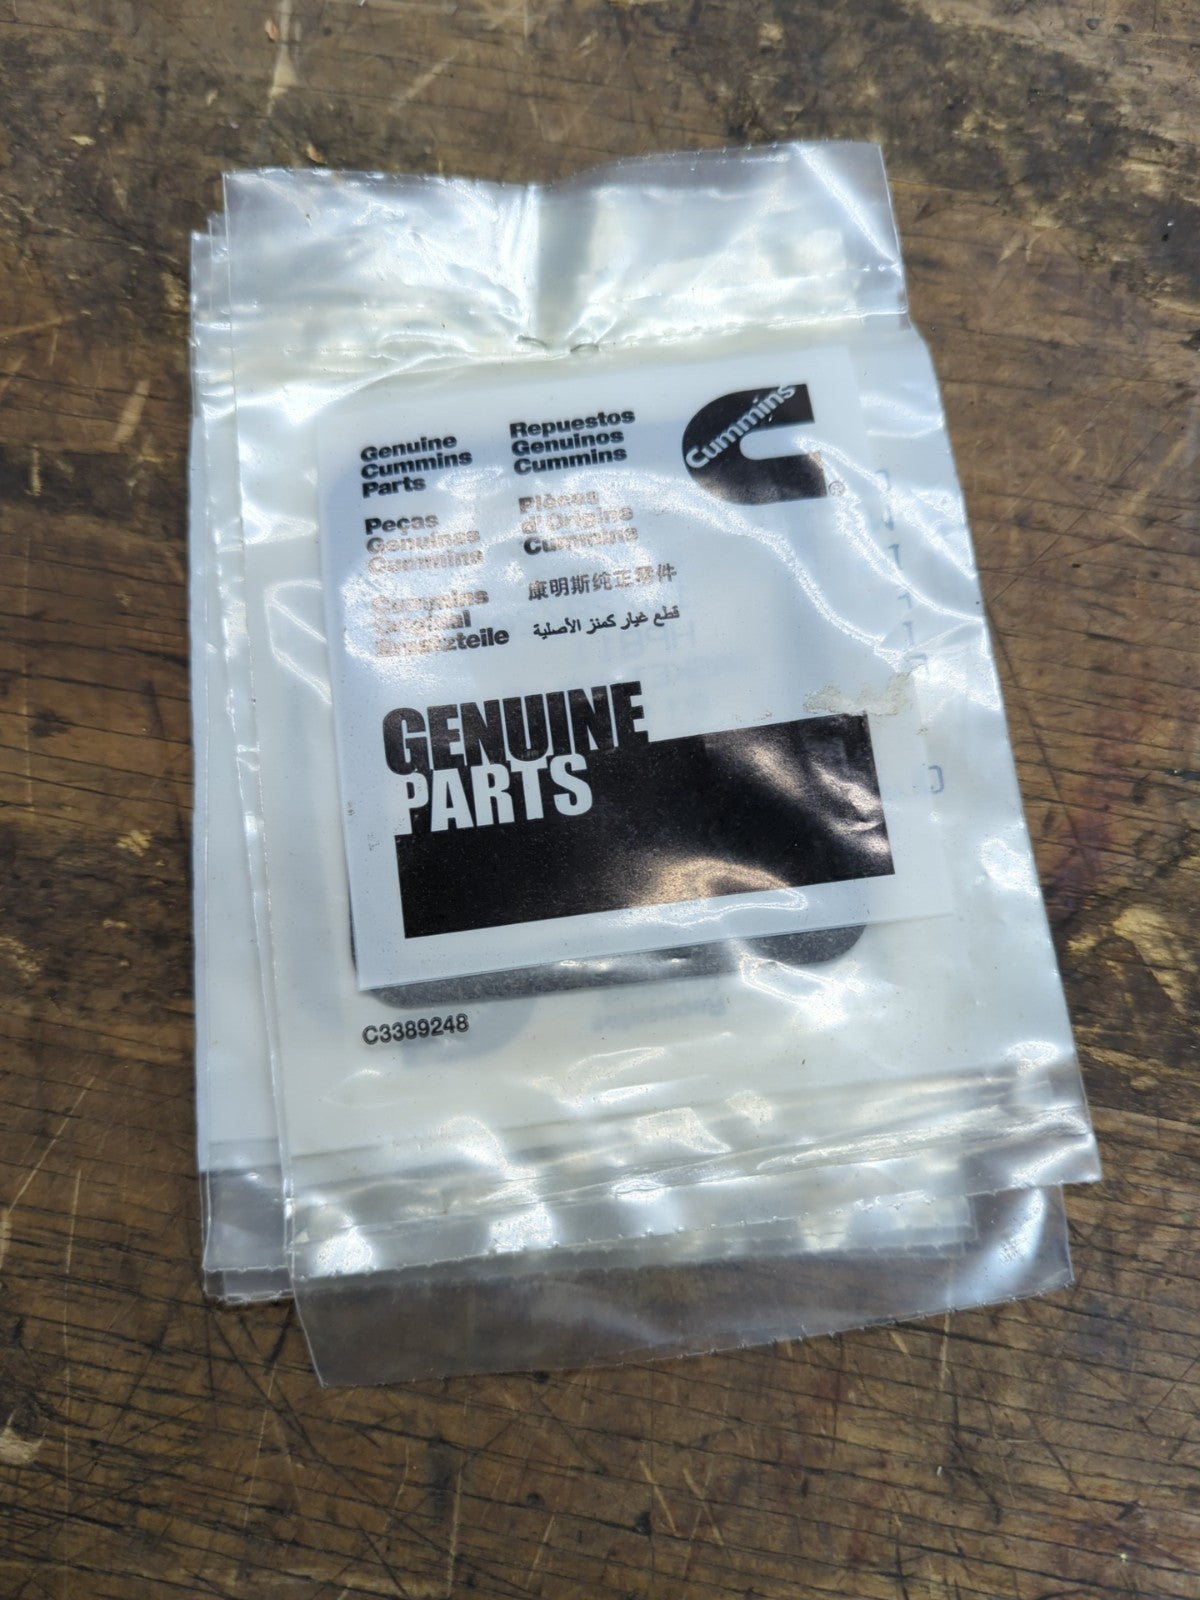 Cummins
®
Genuine
Cummins
Parts
Repuestos
Genuinos
Cummins
Peças
Genuinas
Cummins
Pièces
d'Origine
Cummins
Cummins
Original
Ersatzteile
康明斯纯正零件
قطع غيار كمنز الأصلية
GENUINE
PARTS
C3389248